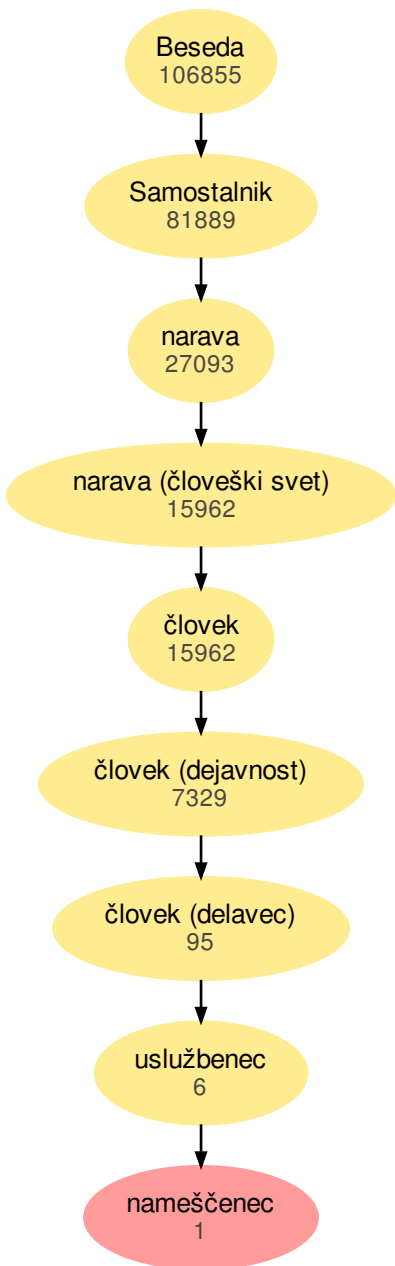 Beseda
106855
Samostalnik
81889
narava
27093
narava (človeški svet)
15962
človek
15962
človek (dejavnost)
7329
človek (delavec)
95
uslužbenec
6
nameščenec
1